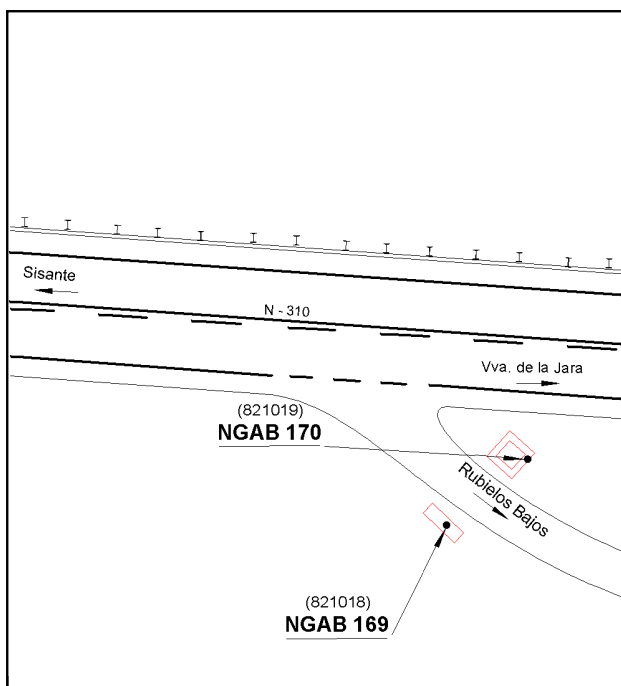 Sisante
N - 310
Vva. de la Jara
(821019)
NGAB 170
Rubielos Bajos
(821018)
NGAB 169